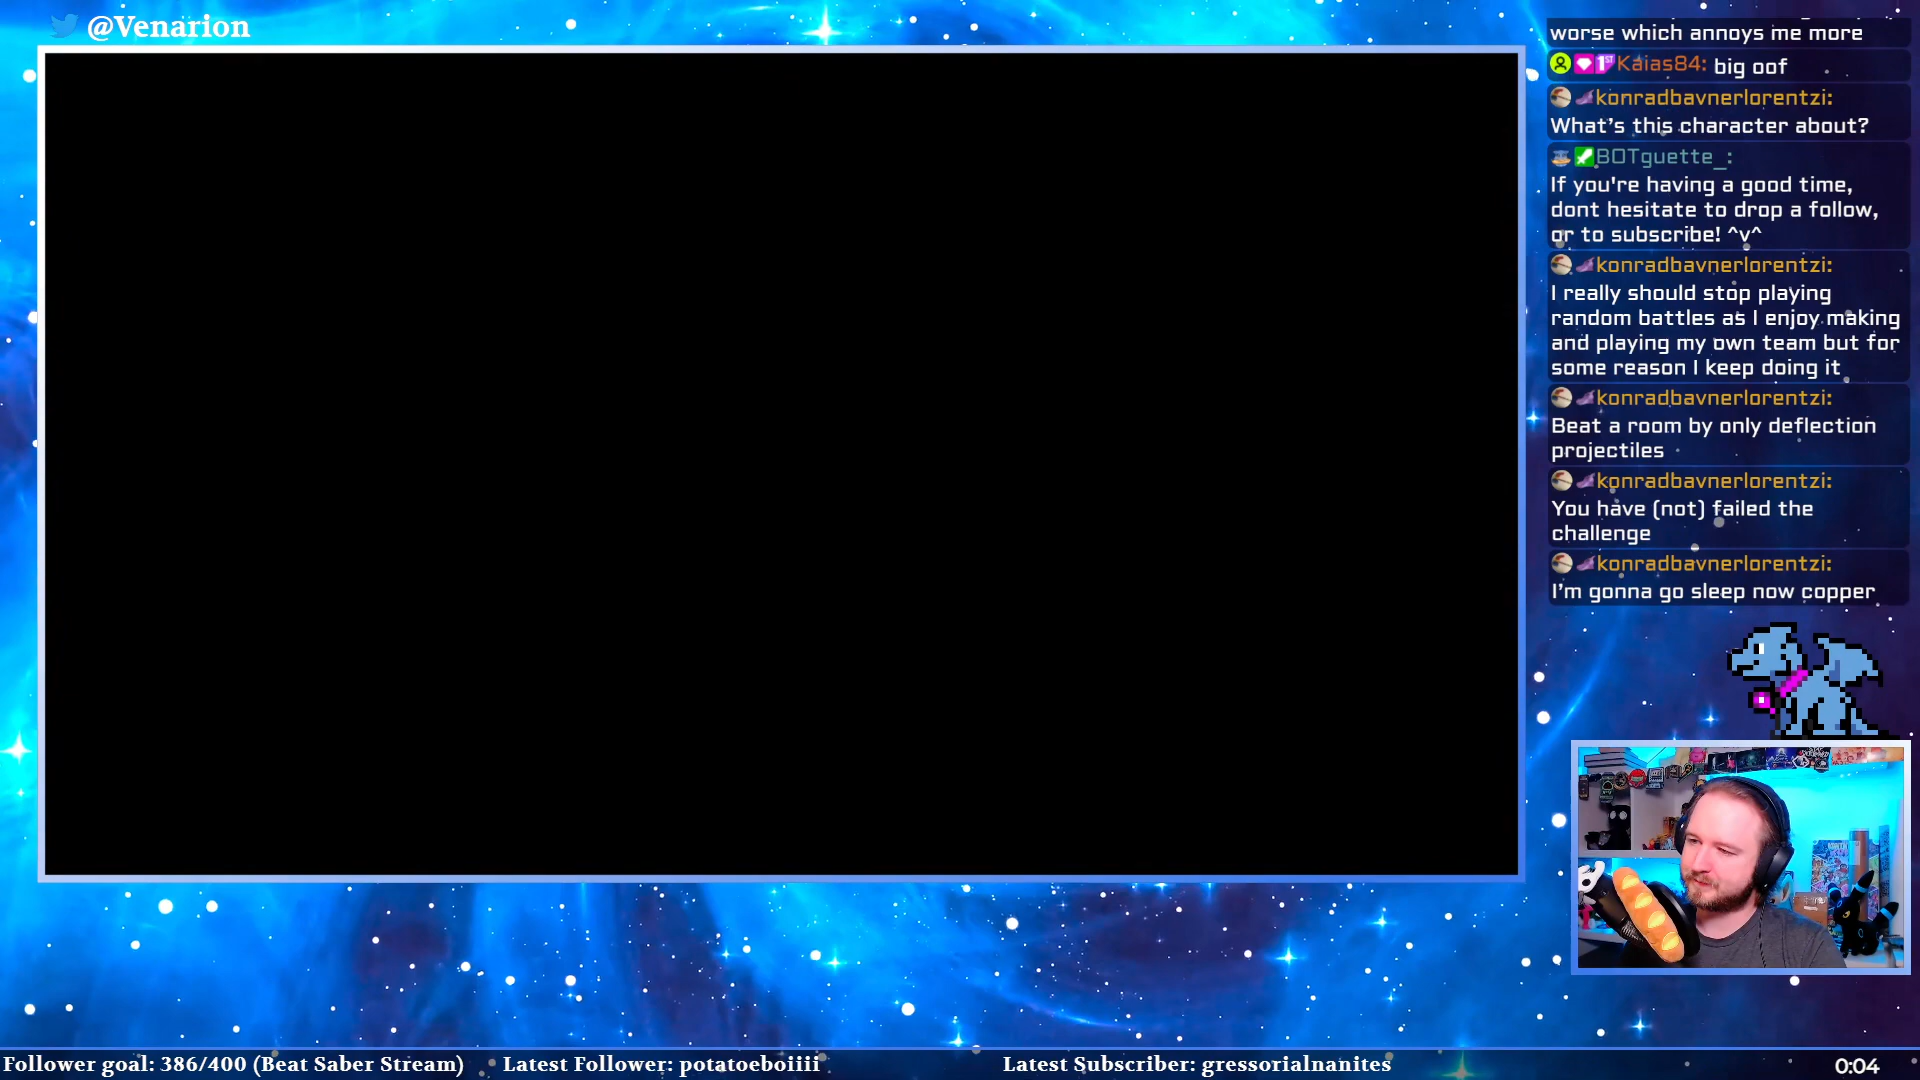 @Venarion
worse which annoys me more
Kaias84: big oof
konradbavnerlorentzi:
What's this character about?
BOTguette_:
If you're having a good time,
dont hesitate to drop a follow,
or to subscribe! ^v^
konradbavnerlorentzi:
I really should stop playing
random battles as I enjoy making
and playing my own team but for
some reason I keep doing it
konradbavnerlorentzi:
Beat a room by only deflection
projectiles
konradbavnerlorentzi:
You have (not) failed the
challenge
konradbavnerlorentzi:
I'm gonna go sleep now copper
Follower goal: 386/400 (Beat Saber Stream)
Latest Follower: potatoeboiiii
Latest Subscriber: gressorialnanites
0:04